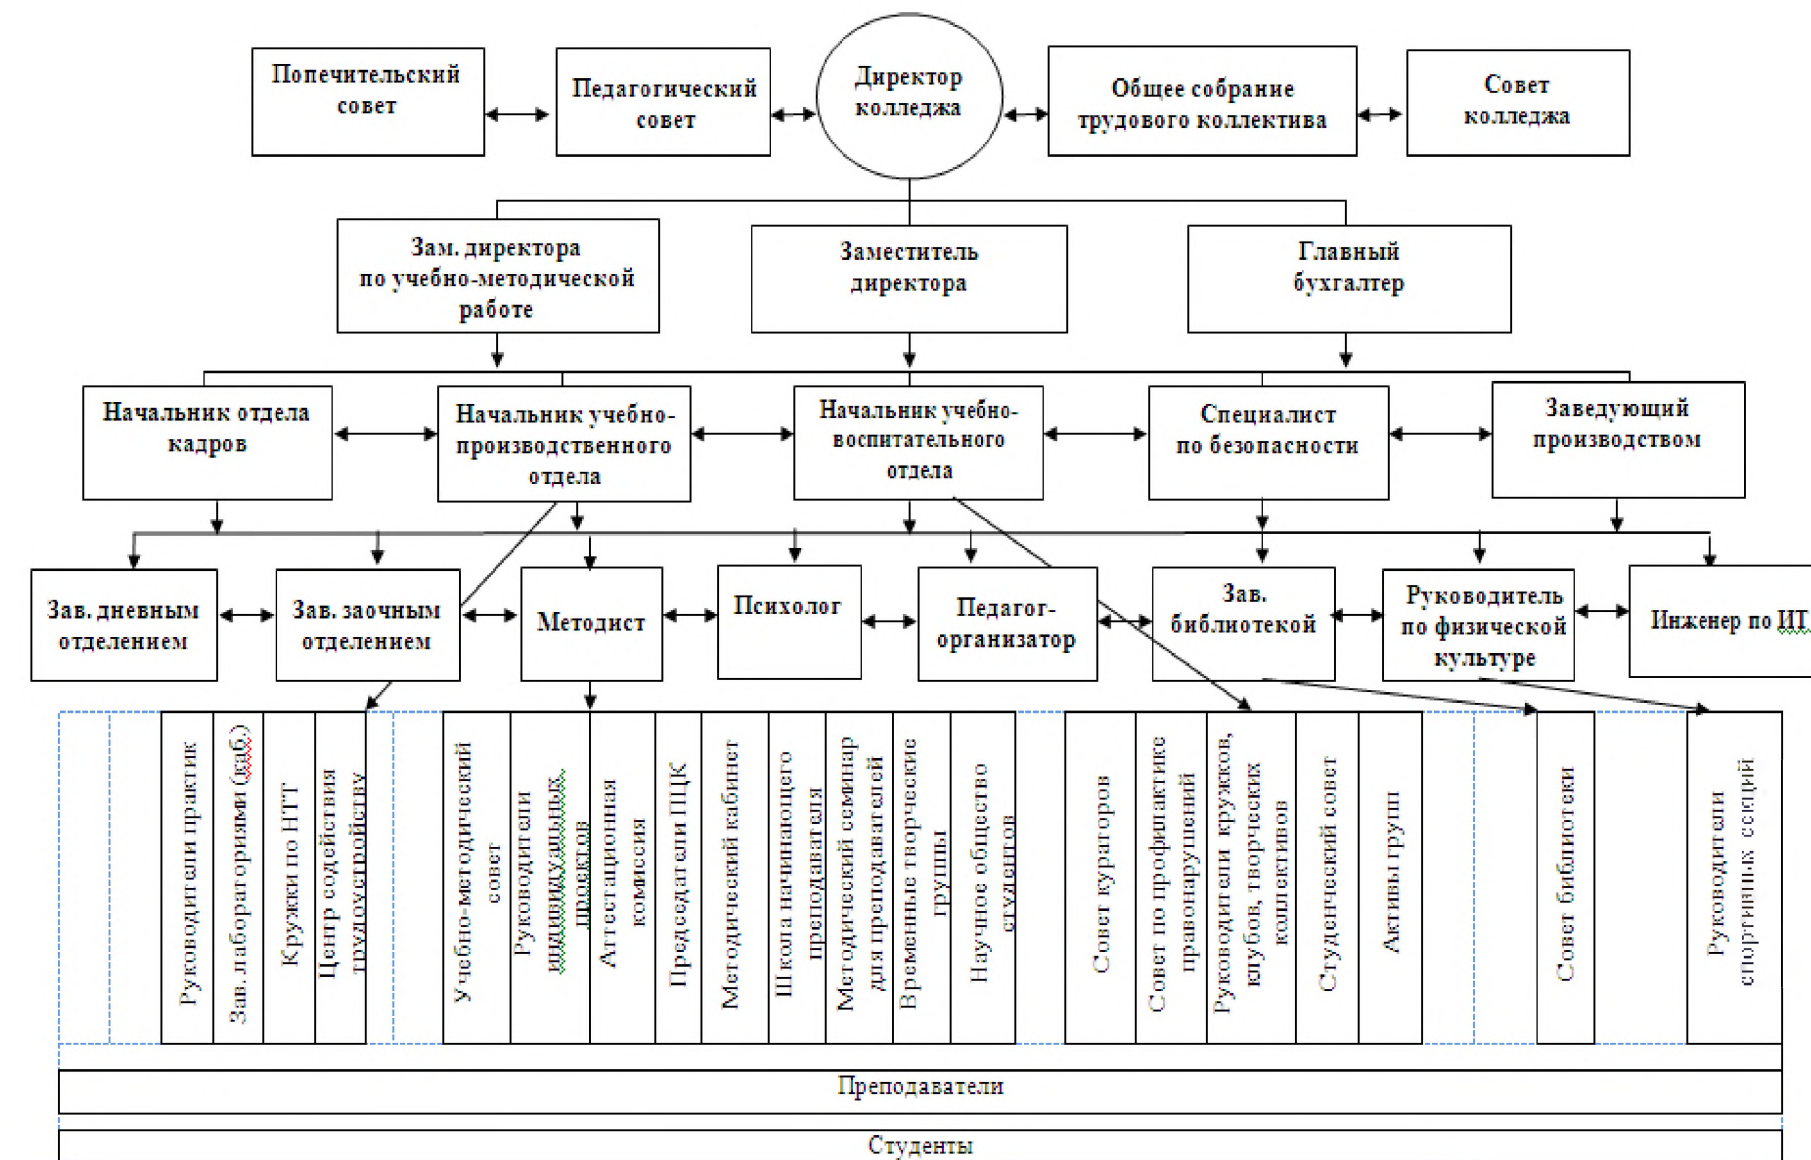 Попечительский
совет
Педагогический
совет
Директор
колледжа
Общее собрание
трудового коллектива
Совет
колледжа
Зам. директора
по учебно-методической
работе
Заместитель
директора
Главный
бухгалтер
Начальник отдела
кадров
Начальник учебно-
производственного
отдела
Начальник учебно-
воспитательного
отдела
Специалист
по безопасности
Заведующий
производством
Зав. дневным
отделением
Зав. заочным
отделением
Методист
Психолог
Педагог-
организатор
Зав.
библиотекой
Руководитель
по физической
культуре
Инженер по ИТ
Руководители практик
Зав. лабораториями (каб.)
Кружки по НТТ
Центр содействия
трудоустройству
Учебно-методический
совет
Руководители
индивидуальных
проектов
Аттестационная
комиссия
Председатели ПЦК
Методический кабинет
Школа начинающего
преподавателя
Методический семинар
для преподавателей
Временные творческие
группы
Научное общество
студентов
Совет кураторов
Совет по профилактике
правонарушений
Руководители кружков,
клубов, творческих
коллективов
Студенческий совет
Активы групп
Совет библиотеки
Руководители
спортивных секций
Преподаватели
Студенты